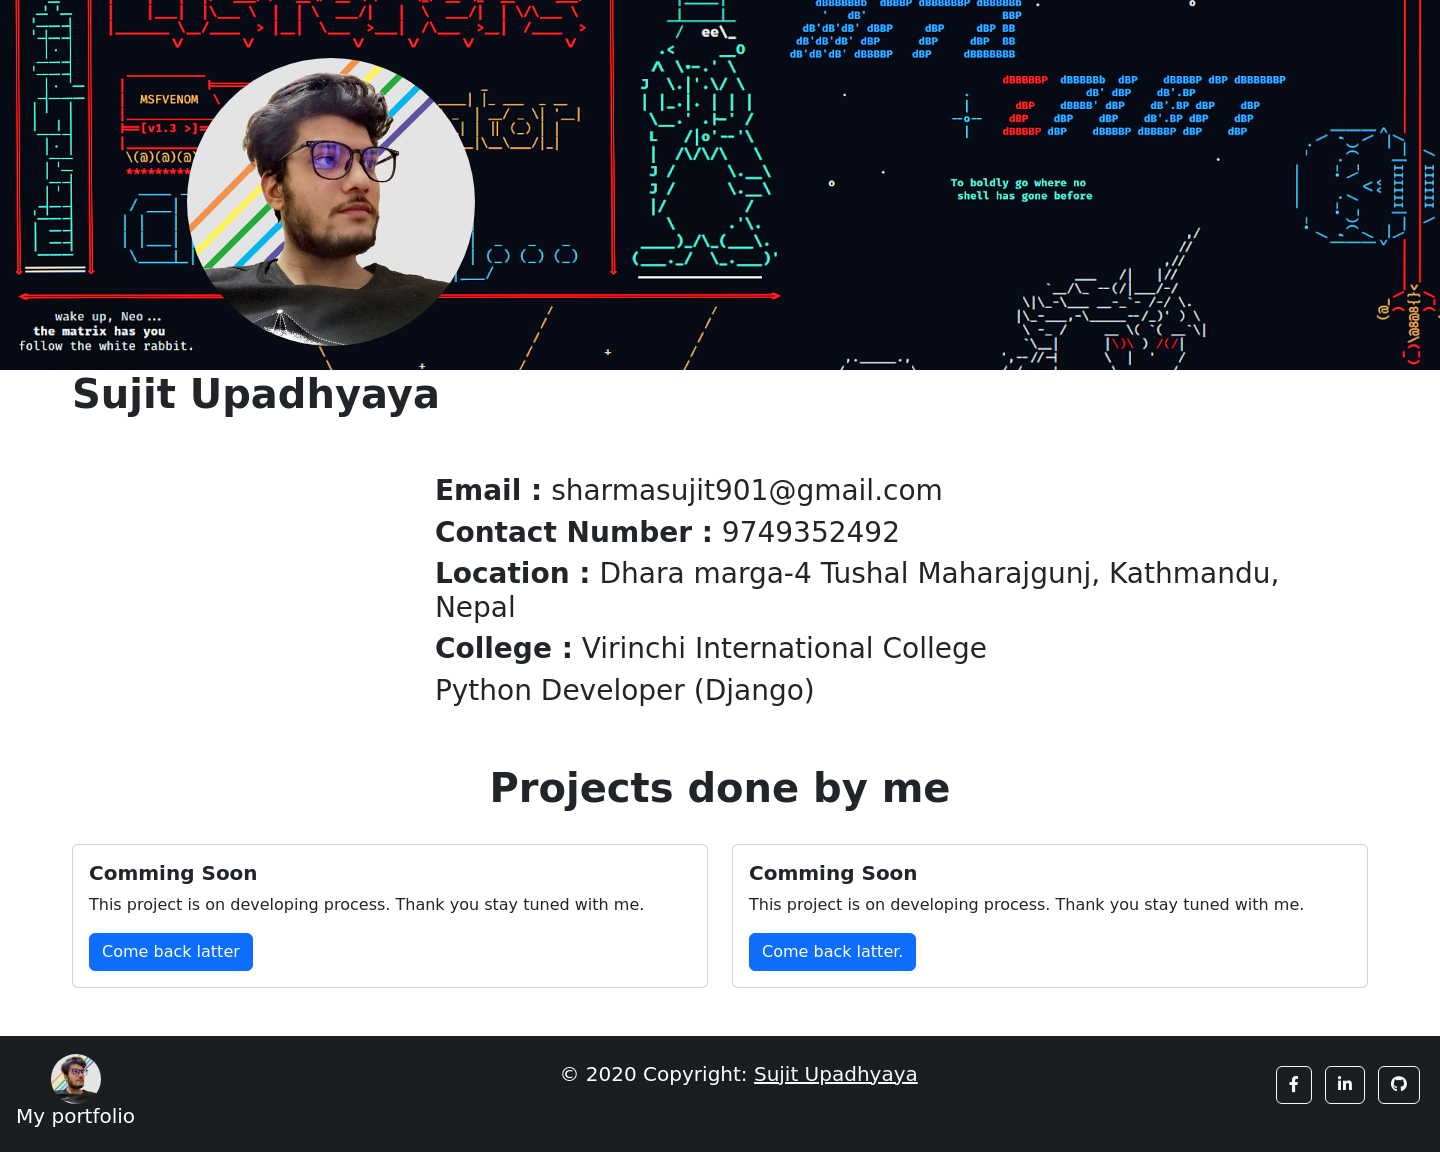 MSFVENOM
[v1.3 >]
To boldly go where no
shell has gone before
wake up, Neo...
the matrix has you
follow the white rabbit.
Sujit Upadhyaya
Email : sharmasujit901@gmail.com
Contact Number : 9749352492
Location : Dhara marga-4 Tushal Maharajgunj, Kathmandu,
Nepal
College : Virinchi International College
Python Developer (Django)
Projects done by me
Comming Soon
This project is on developing process. Thank you stay tuned with me.
Come back latter
Comming Soon
This project is on developing process. Thank you stay tuned with me.
Come back latter.
My portfolio
© 2020 Copyright: Sujit Upadhyaya